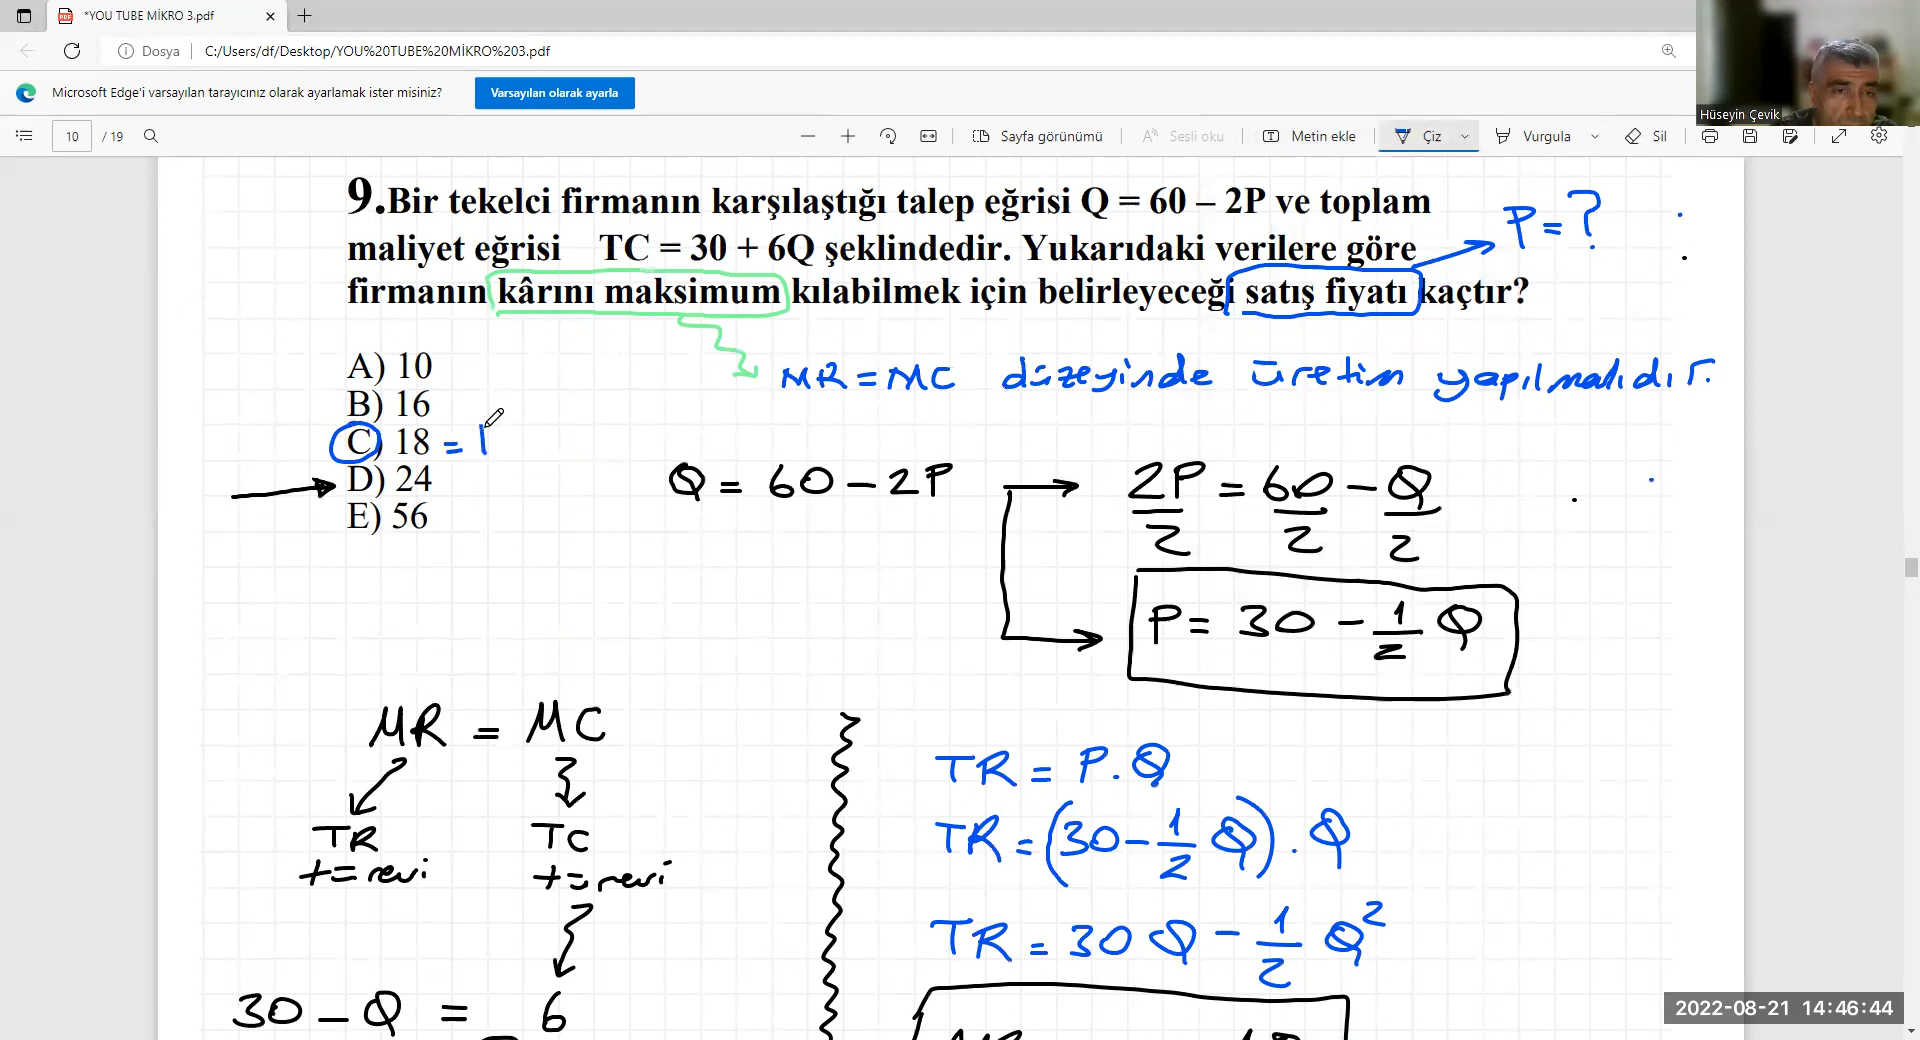 *YOU TUBE MİKRO 3.pdf
Dosya C:/Users/df/Desktop/YOU%20TUBE%20MİKRO%203.pdf
Microsoft Edge'i varsayılan tarayıcınız olarak ayarlamak ister misiniz? Varsayılan olarak ayarla
Hüseyin Çevik
10 / 19 Sayfa görünümü Sesli oku Metin ekle Çiz Vurgula Sil
9.Bir tekelci firmanın karşılaştığı talep eğrisi Q = 60 – 2P ve toplam
maliyet eğrisi TC = 30 + 6Q şeklindedir. Yukarıdaki verilere göre
firmanın kârını maksimum kılabilmek için belirleyeceği satış fiyatı kaçtır?
P = ?
A) 10
B) 16
C) 18 =
D) 24
E) 56
MR = MC düzeyinde üretim yapılmalıdır.
Q = 60 - 2P
2P/2 = 60/2 - Q/2
P = 30 - 1/2 Q
MR = MC
TR türevi
TC türevi
30 - Q = 6
TR = P.Q
TR = (30 - 1/2 Q) . Q
TR = 30 Q - 1/2 Q²
2022-08-21 14:46:44